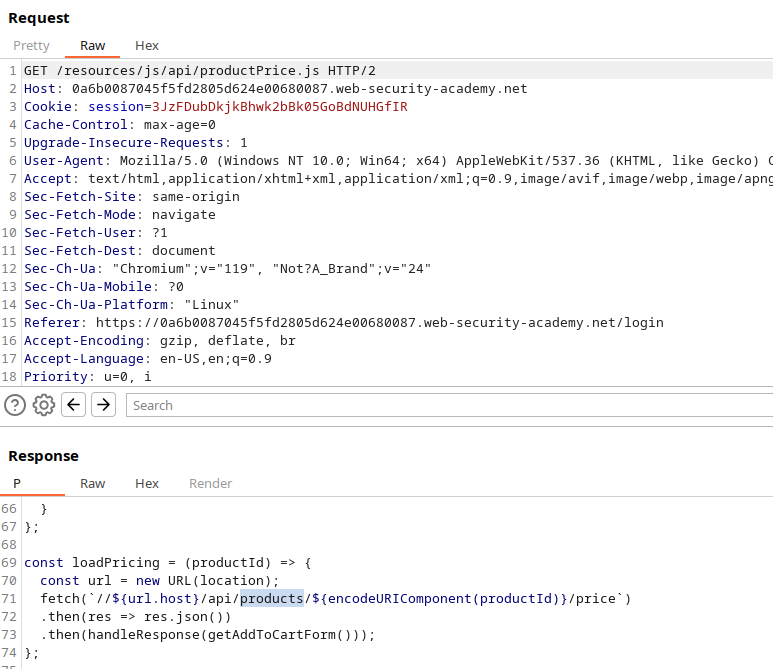 Request
Pretty Raw Hex
1 GET /resources/js/api/productPrice.js HTTP/2
2 Host: 0a6b0087045f5fd2805d624e00680087.web-security-academy.net
3 Cookie: session=3JzFDubDkjkBhwk2bBk05GoBdNUHGfIR
4 Cache-Control: max-age=0
5 Upgrade-Insecure-Requests: 1
6 User-Agent: Mozilla/5.0 (Windows NT 10.0; Win64; x64) AppleWebKit/537.36 (KHTML, like Gecko) C
7 Accept: text/html,application/xhtml+xml,application/xml;q=0.9,image/avif,image/webp,image/apng
8 Sec-Fetch-Site: same-origin
9 Sec-Fetch-Mode: navigate
10 Sec-Fetch-User: ?1
11 Sec-Fetch-Dest: document
12 Sec-Ch-Ua: "Chromium";v="119", "Not?A_Brand";v="24"
13 Sec-Ch-Ua-Mobile: ?0
14 Sec-Ch-Ua-Platform: "Linux"
15 Referer: https://0a6b0087045f5fd2805d624e00680087.web-security-academy.net/login
16 Accept-Encoding: gzip, deflate, br
17 Accept-Language: en-US,en;q=0.9
18 Priority: u=0, i
Search
Response
P Raw Hex Render
66 }
67 };
68
69 const loadPricing = (productId) => {
70 const url = new URL(location);
71 fetch(`//${url.host}/api/products/${encodeURIComponent(productId)}/price`)
72 .then(res => res.json())
73 .then(handleResponse(getAddToCartForm()));
74 };